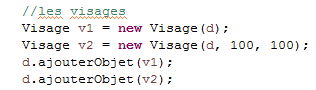 //les visages
Visage v1 = new Visage(d);
Visage v2 = new Visage(d, 100, 100);
d.ajouterObjet(v1);
d.ajouterObjet(v2);